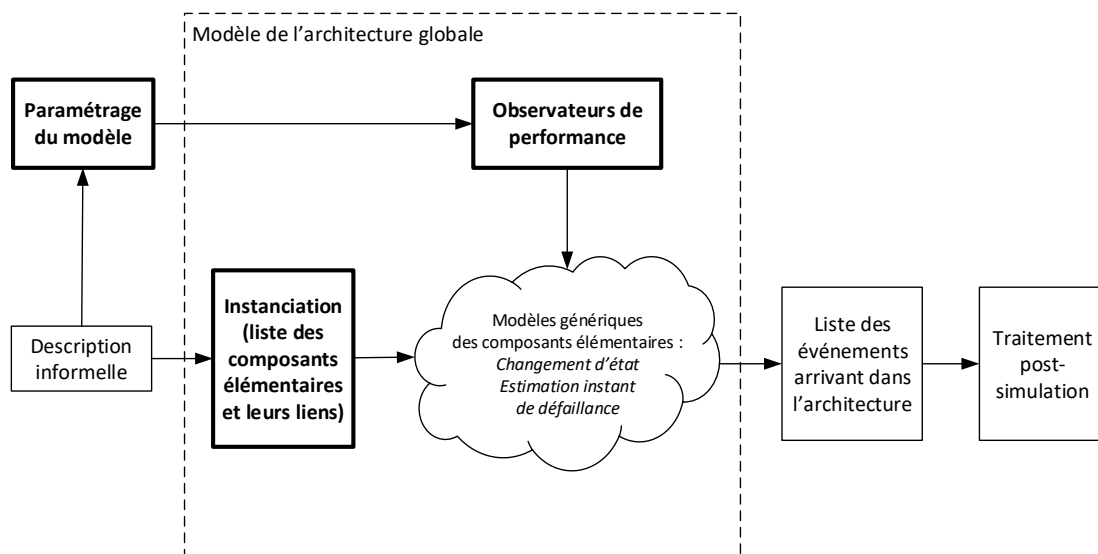 Modèle de l’architecture globale
Paramétrage
du modèle
Observateurs de
performance
Description
informelle
Instanciation
(liste des
composants
élémentaires
et leurs liens)
Modèles génériques
des composants élémentaires :
Changement d’état
Estimation instant
de défaillance
Liste des
événements
arrivant dans
l’architecture
Traitement
post-
simulation